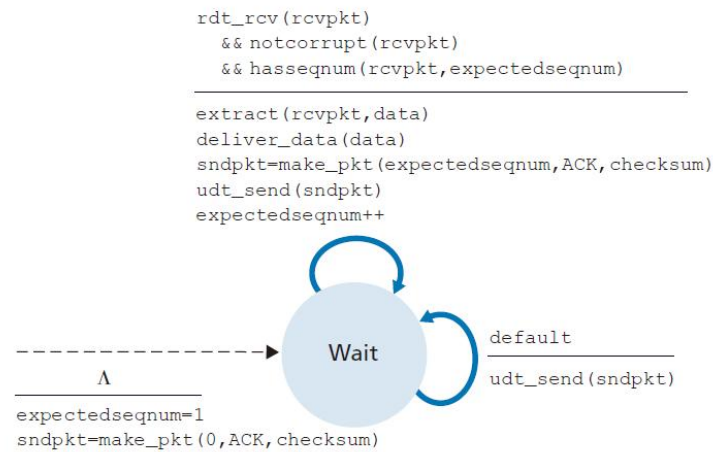 rdt_rcv(rcvpkt)
&& notcorrupt(rcvpkt)
&& hasseqnum(rcvpkt,expectedseqnum)
extract(rcvpkt,data)
deliver_data(data)
sndpkt=make_pkt(expectedseqnum,ACK,checksum)
udt_send(sndpkt)
expectedseqnum++
Wait
default
udt_send(sndpkt)
Λ
expectedseqnum=1
sndpkt=make_pkt(0,ACK,checksum)